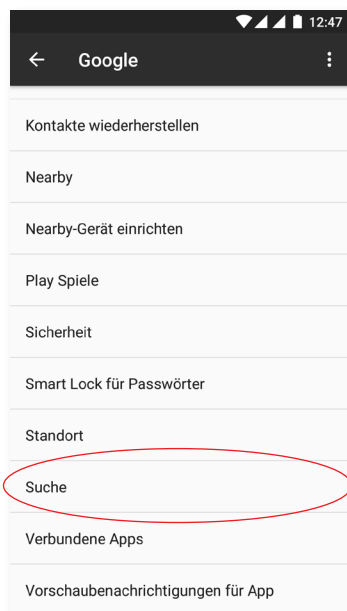 12:47
Google
Kontakte wiederherstellen
Nearby
Nearby-Gerät einrichten
Play Spiele
Sicherheit
Smart Lock für Passwörter
Standort
Suche
Verbundene Apps
Vorschaubenachrichtigungen für App